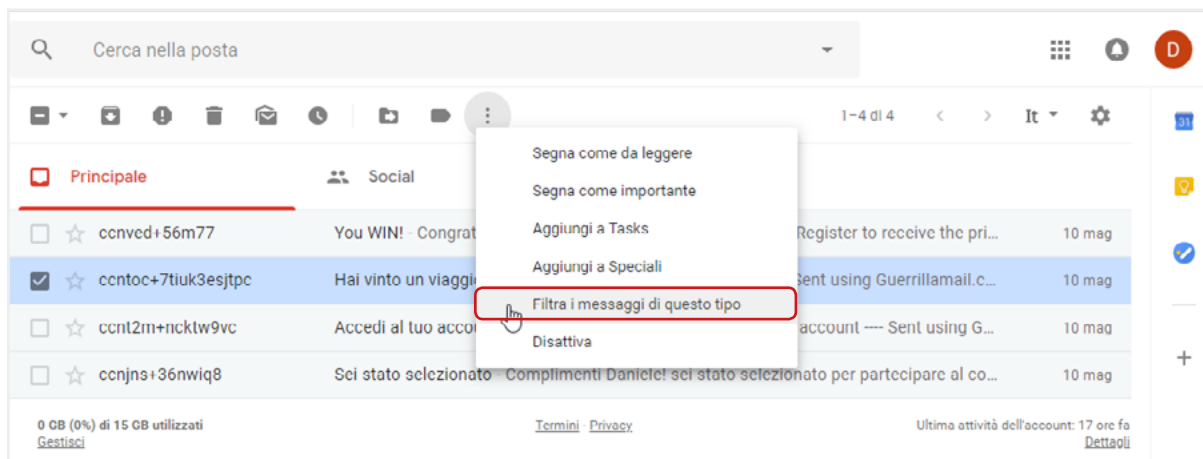 Cerca nella posta
D
1–4 di 4
It
31
Segna come da leggere
Segna come importante
Aggiungi a Tasks
Aggiungi a Speciali
Filtra i messaggi di questo tipo
Disattiva
Principale
Social
ccnvcd+56m77 You WIN! - Congrat Register to receive the pri... 10 mag
ccntoc+7tiuk3esjtpc Hai vinto un viaggi Sent using Guerrillamail.c... 10 mag
ccnt2m+ncktw9vc Accedi al tuo accou account ---- Sent using G... 10 mag
ccnjns+36nwiq8 Sei stato selezionato - Complimenti Daniele! sei stato selezionato per partecipare al co... 10 mag
0 GB (0%) di 15 GB utilizzati
Gestisci
Termini - Privacy
Ultima attività dell'account: 17 ore fa
Dettagli